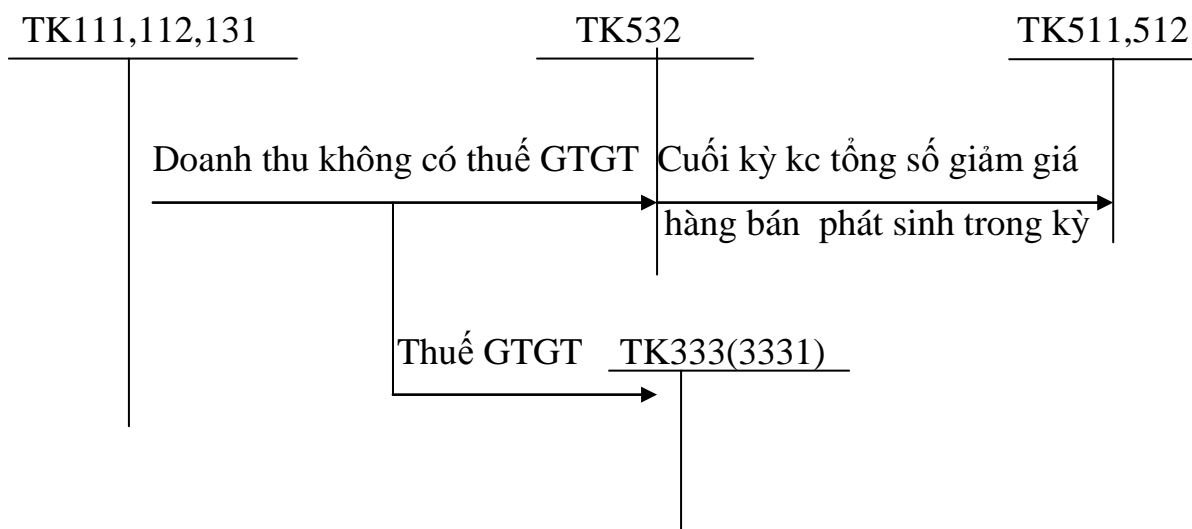 TK111,112,131 TK532 TK511,512
Doanh thu không có thuế GTGT Cuối kỳ kc tổng số giảm giá
hàng bán phát sinh trong kỳ
Thuế GTGT TK333(3331)